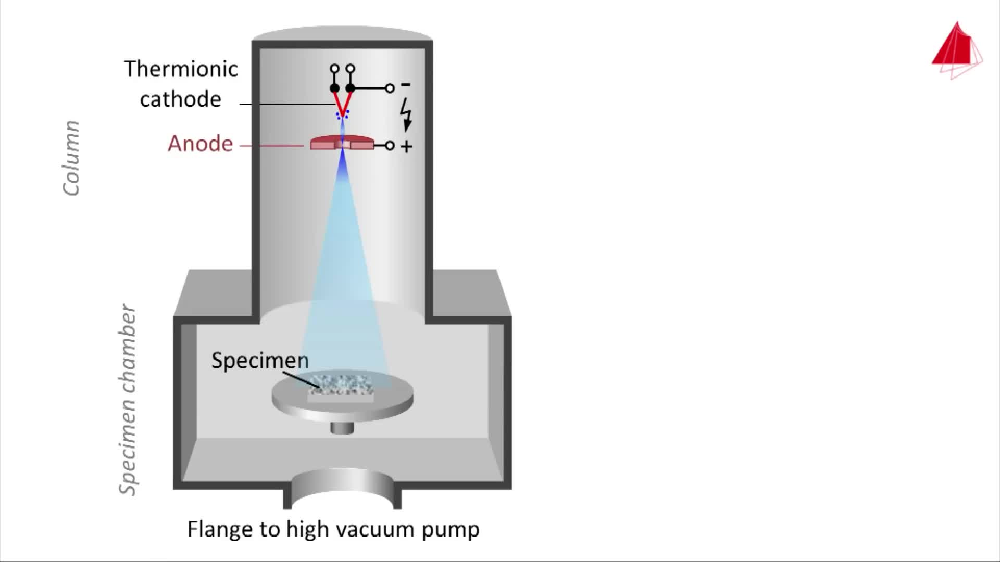 Thermionic
cathode
-
Anode
+
Column
Specimen
Specimen chamber
Flange to high vacuum pump